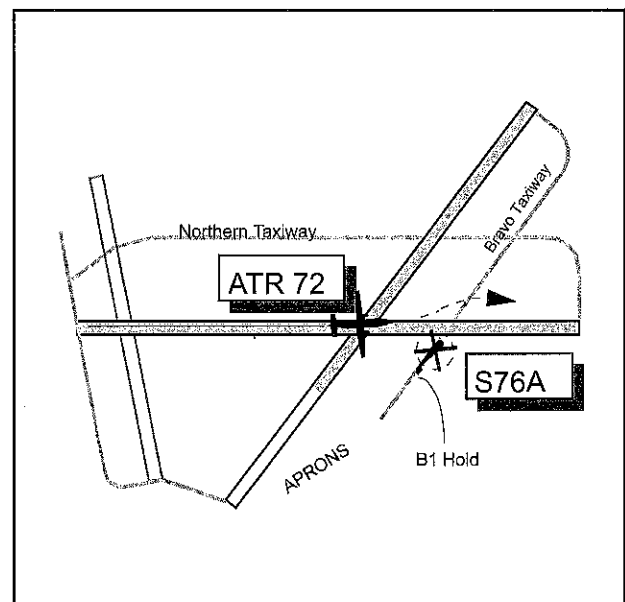 Northern Taxiway
Bravo Taxiway
ATR 72
S76A
B1 Hold
APRONS